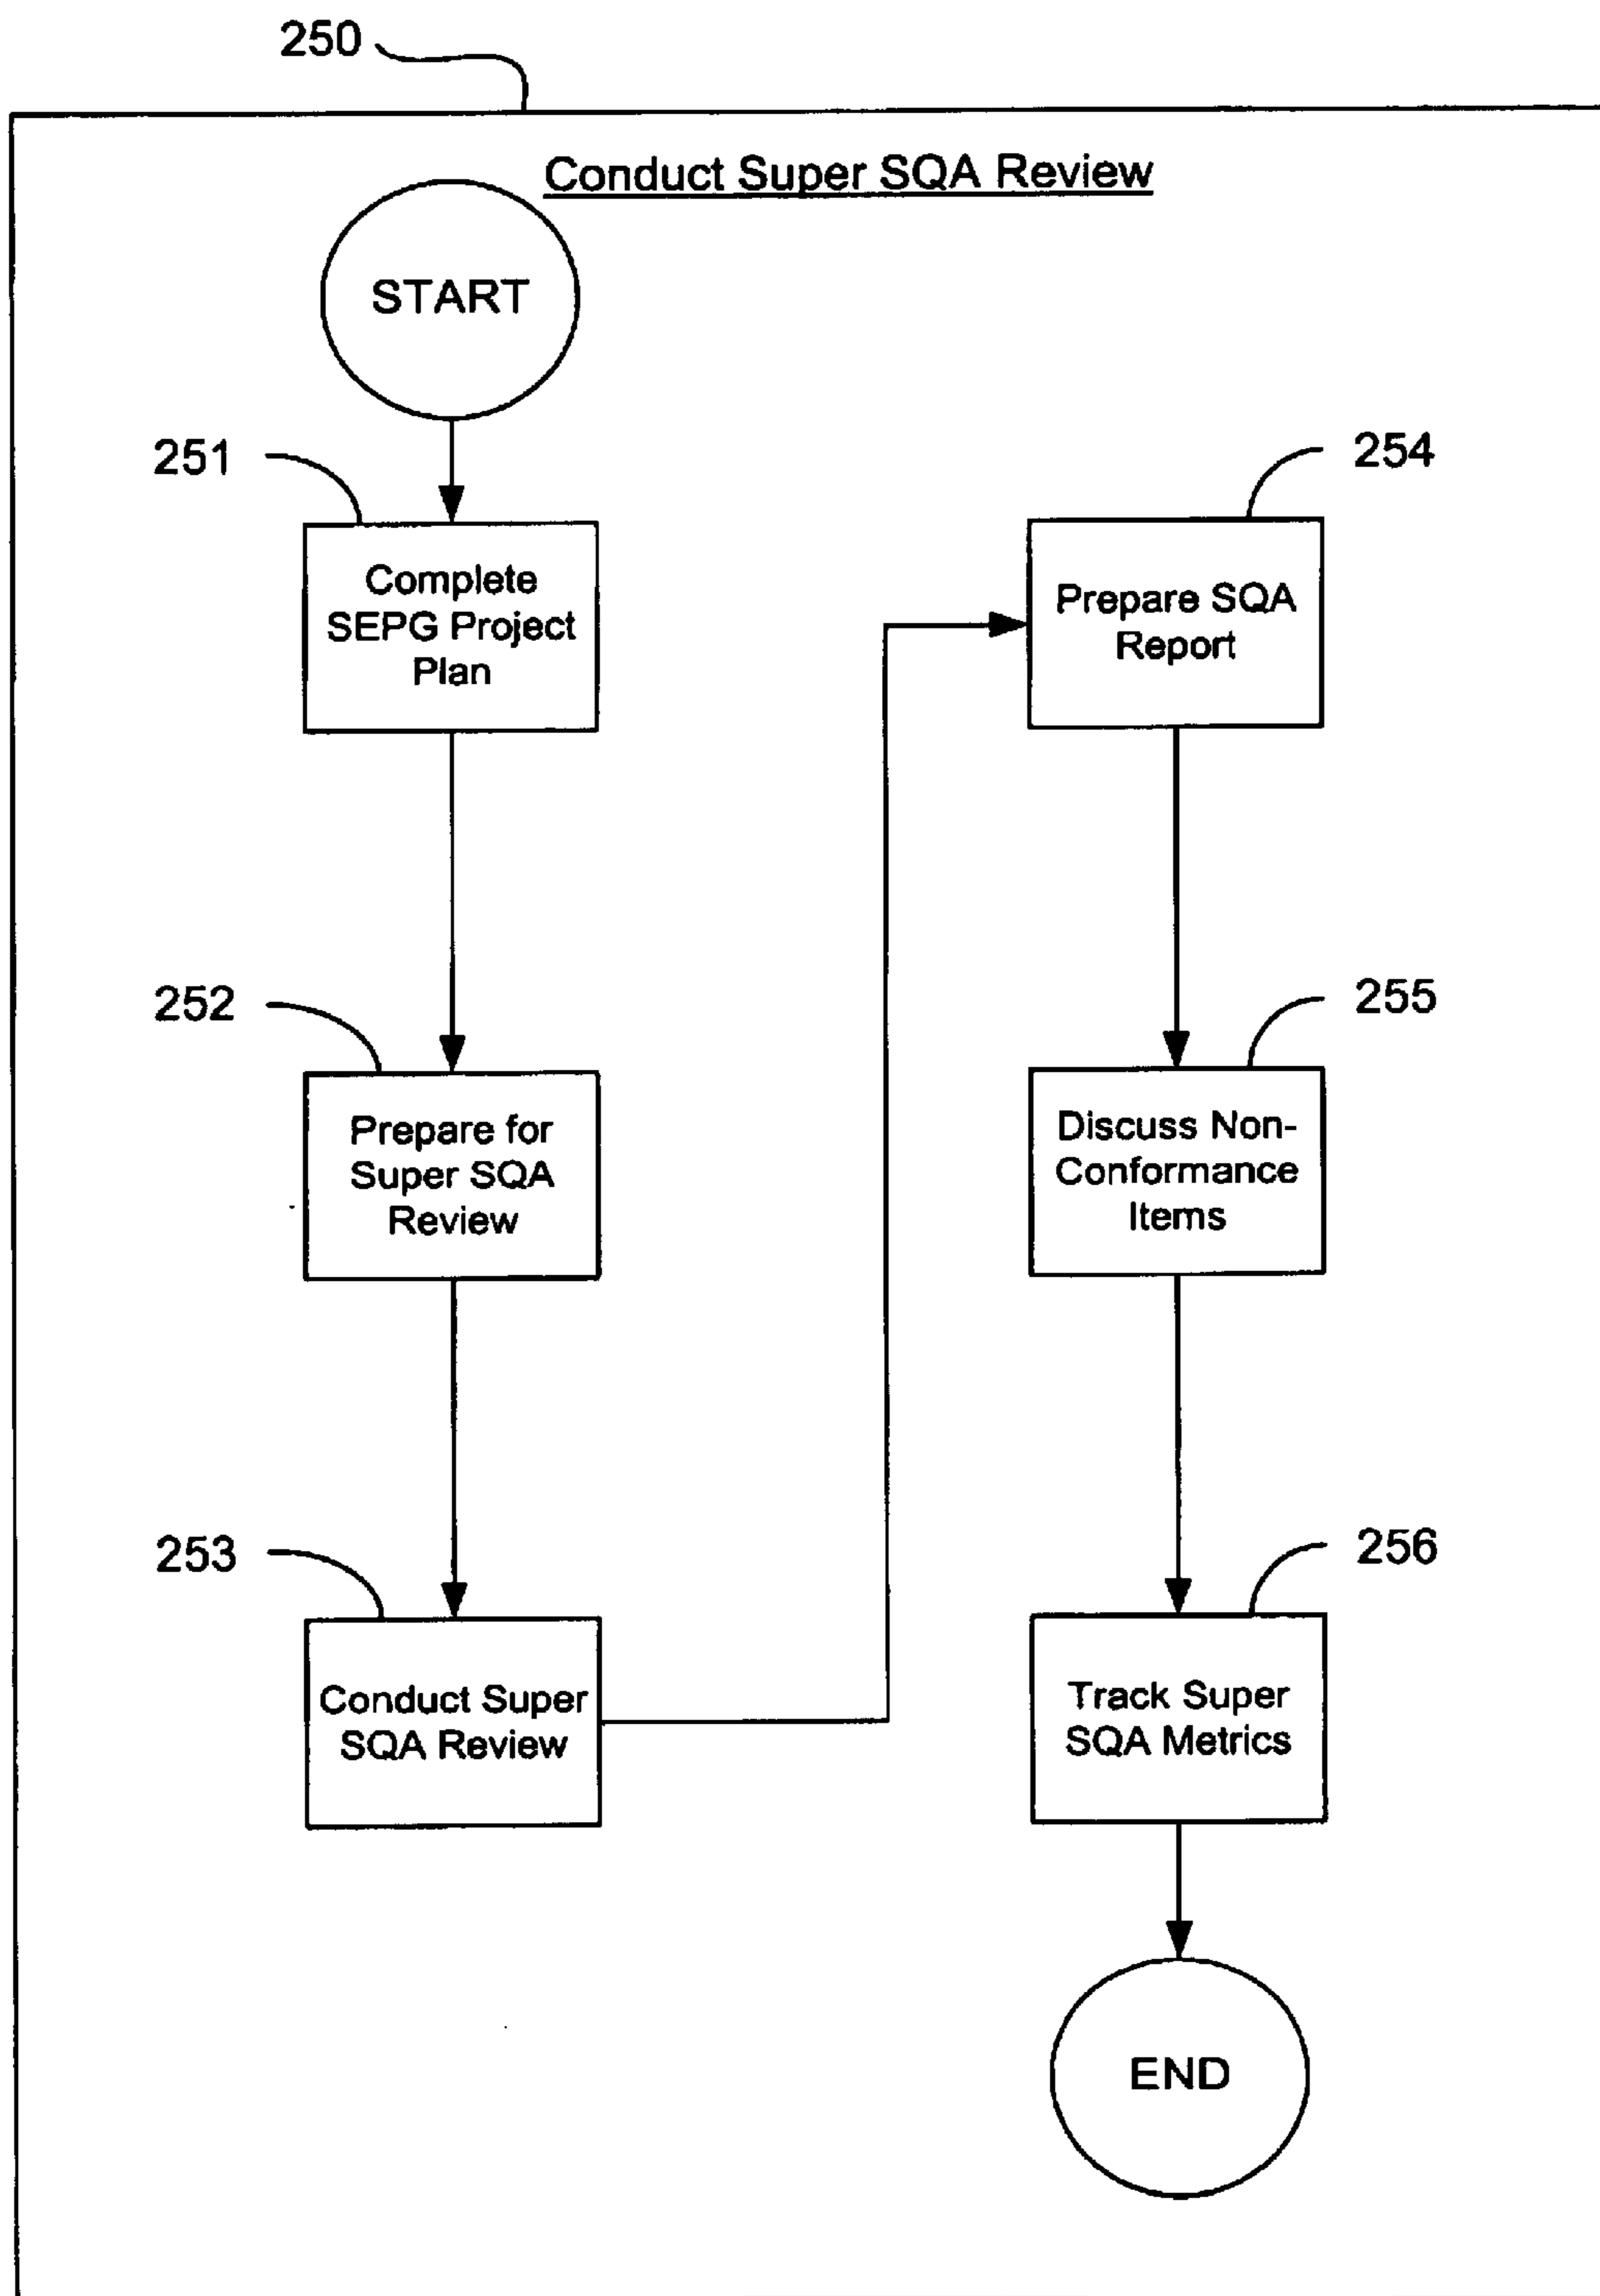 250
Conduct Super SQA Review
START
251
Complete
SEPG Project
Plan
252
Prepare for
Super SQA
Review
253
Conduct Super
SQA Review
254
Prepare SQA
Report
255
Discuss Non-
Conformance
Items
256
Track Super
SQA Metrics
END